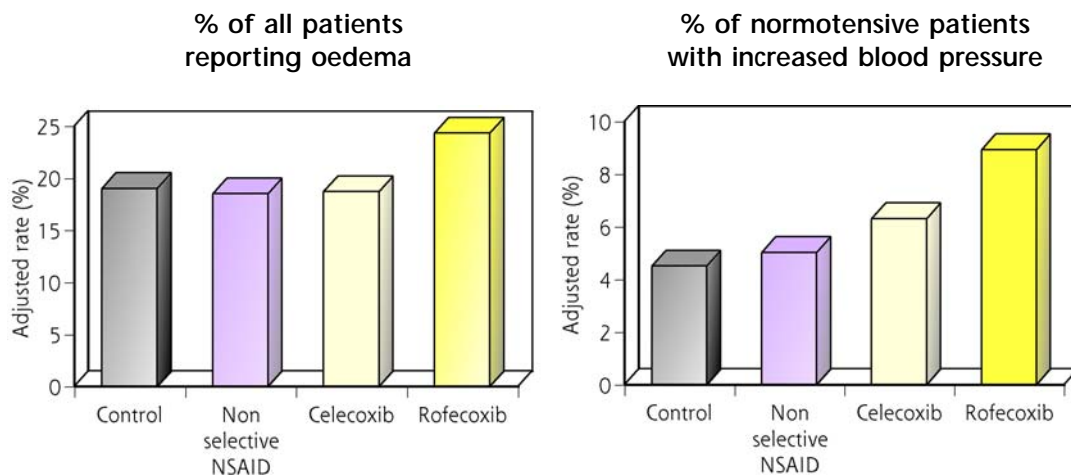 % of all patients
reporting oedema
Adjusted rate (%)
25
20
15
10
5
0
Control
Non
selective
NSAID
Celecoxib
Rofecoxib
% of normotensive patients
with increased blood pressure
Adjusted rate (%)
10
8
6
4
2
0
Control
Non
selective
NSAID
Celecoxib
Rofecoxib